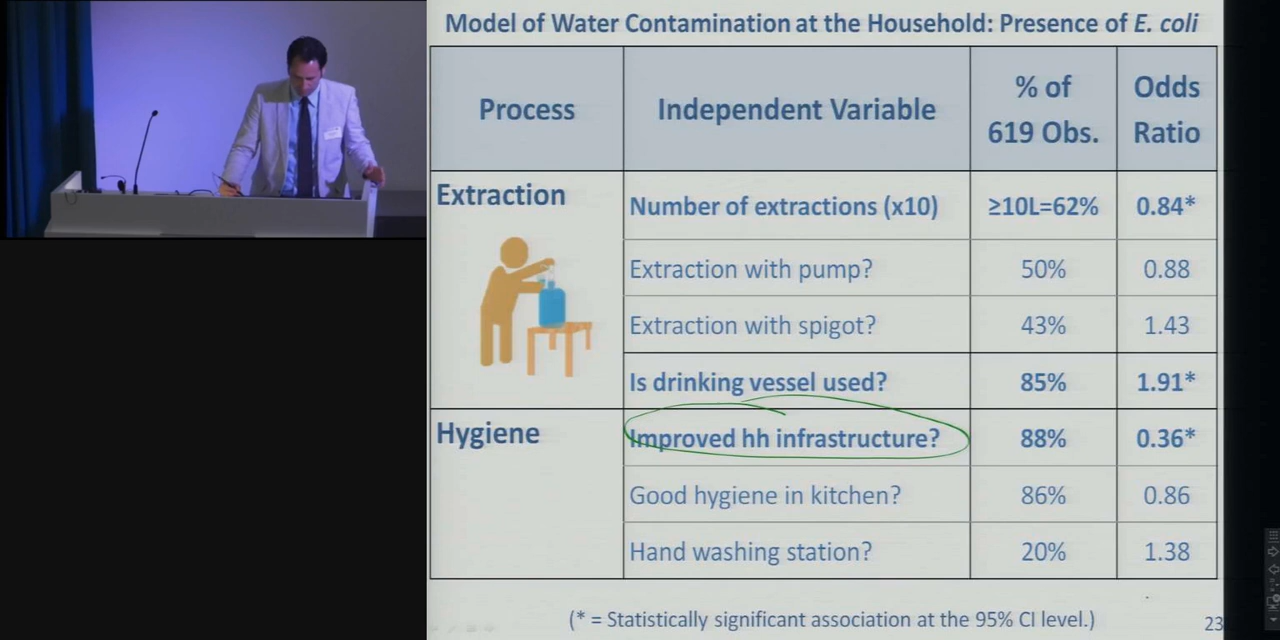 Model of Water Contamination at the Household: Presence of E. coli
Process
Independent Variable
% of
619 Obs.
Odds
Ratio
Extraction
Number of extractions (x10)
≥10L=62%
0.84*
Extraction with pump?
50%
0.88
Extraction with spigot?
43%
1.43
Is drinking vessel used?
85%
1.91*
Hygiene
Improved hh infrastructure?
88%
0.36*
Good hygiene in kitchen?
86%
0.86
Hand washing station?
20%
1.38
(* = Statistically significant association at the 95% CI level.)
23